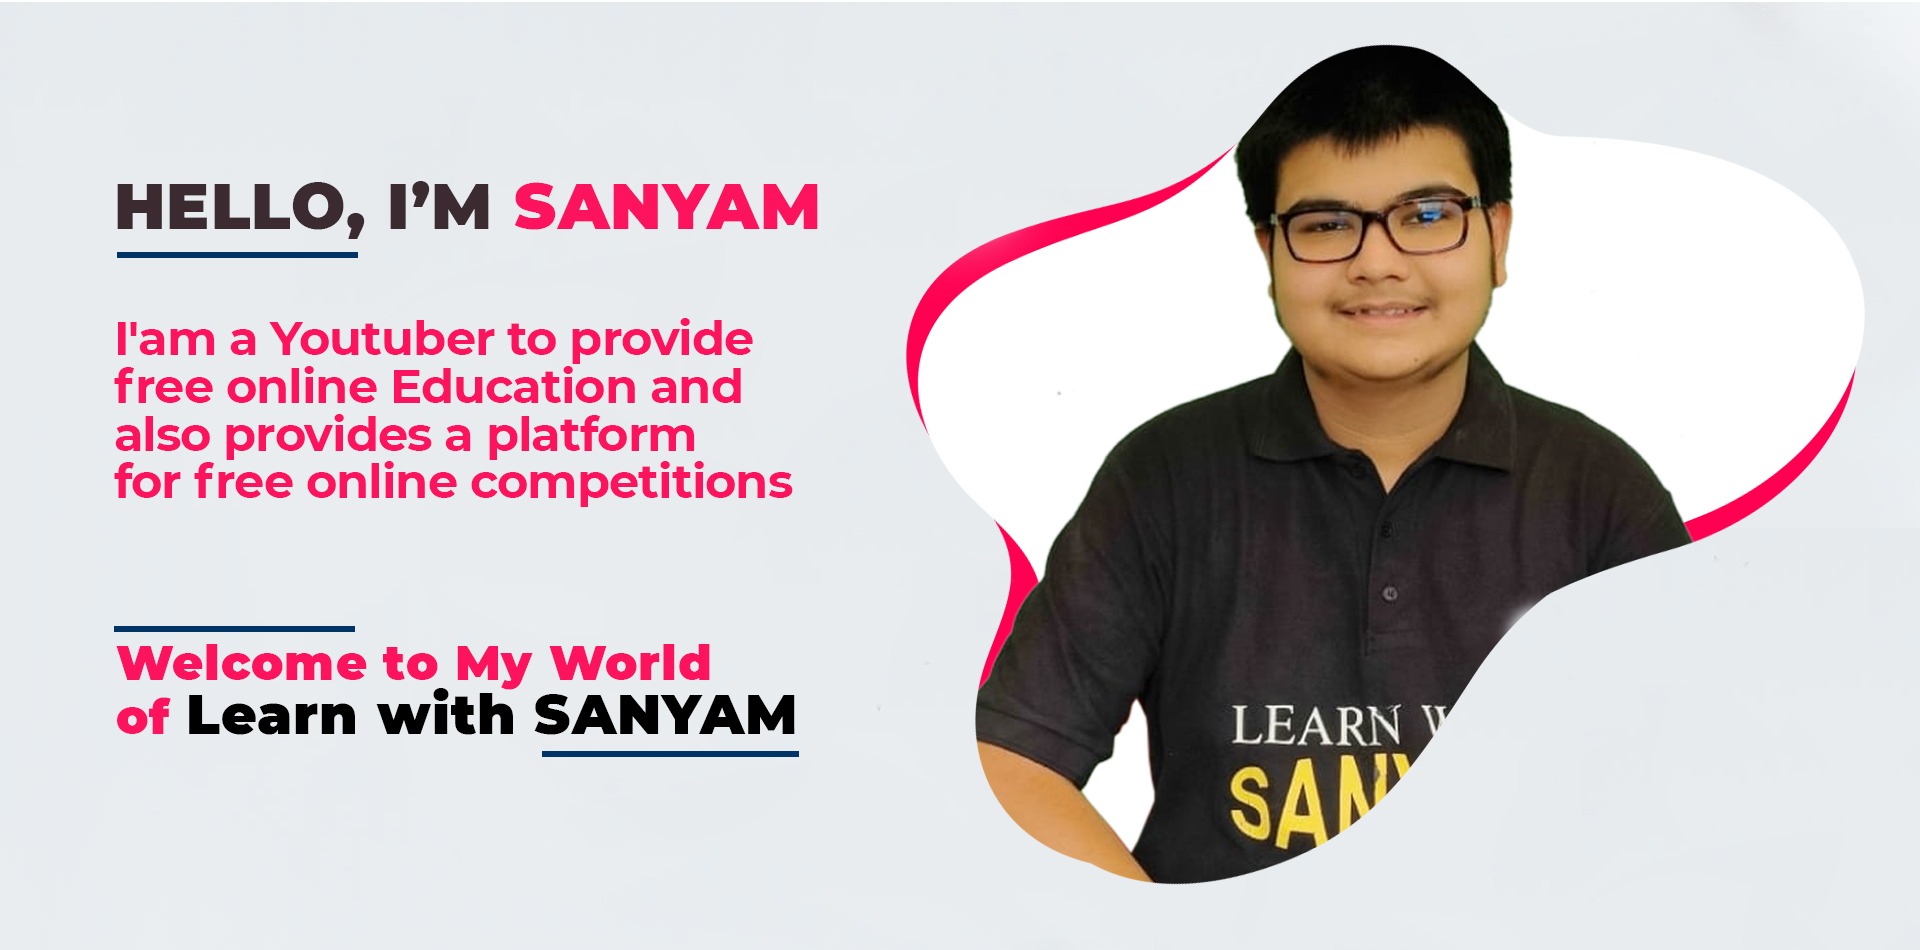 HELLO, I’M SANYAM
I'am a Youtuber to provide
free online Education and
also provides a platform
for free online competitions
Welcome to My World
of Learn with SANYAM
LEARN W
SANY